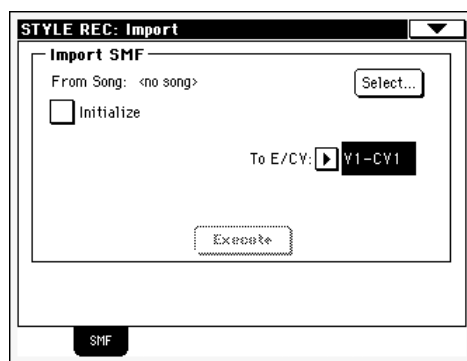 STYLE REC: Import
Import SMF
From Song: <no song>
Select...
Initialize
To E/CV: V1-CV1
Execute
SMF